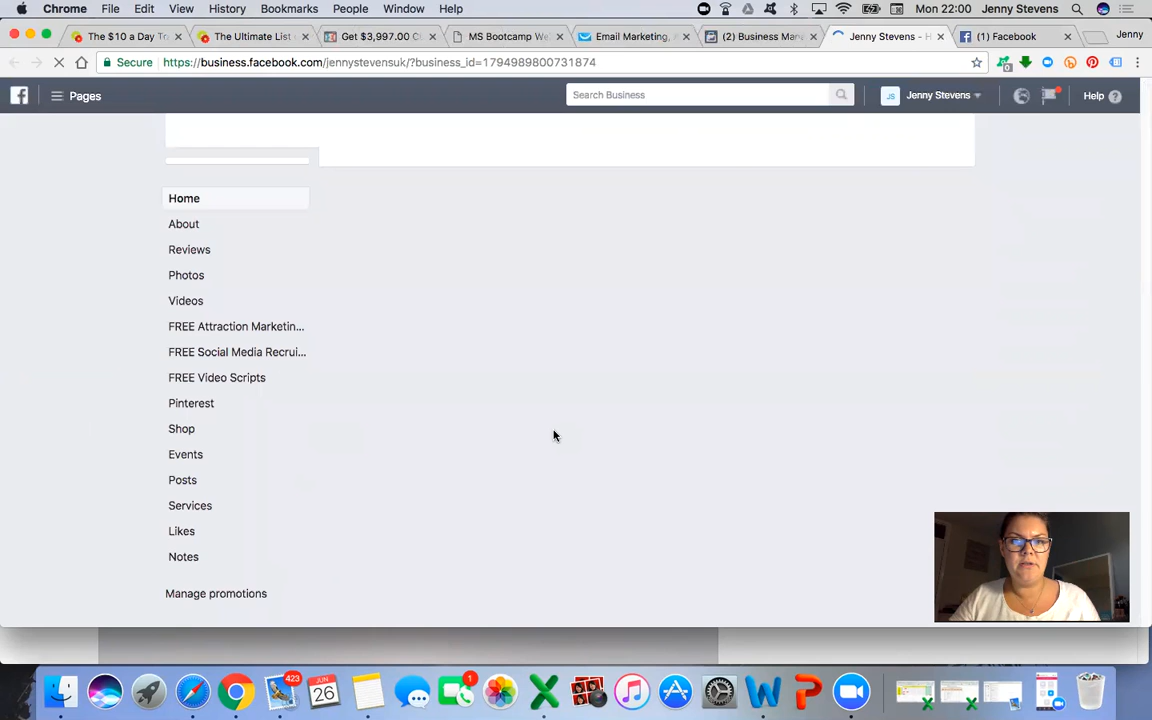 Chrome File Edit View History Bookmarks People Window Help Mon 22:00 Jenny Stevens
The $10 a Day Tr The Ultimate List Get $3,997.00 C MS Bootcamp We Email Marketing, (2) Business Man Jenny Stevens - H (1) Facebook Jenny
Secure https://business.facebook.com/jennystevensuk/?business_id=1794989800731874
Pages Search Business JS Jenny Stevens Help ?
Home
About
Reviews
Photos
Videos
FREE Attraction Marketin...
FREE Social Media Recrui...
FREE Video Scripts
Pinterest
Shop
Events
Posts
Services
Likes
Notes
Manage promotions
423
JUN
26
1